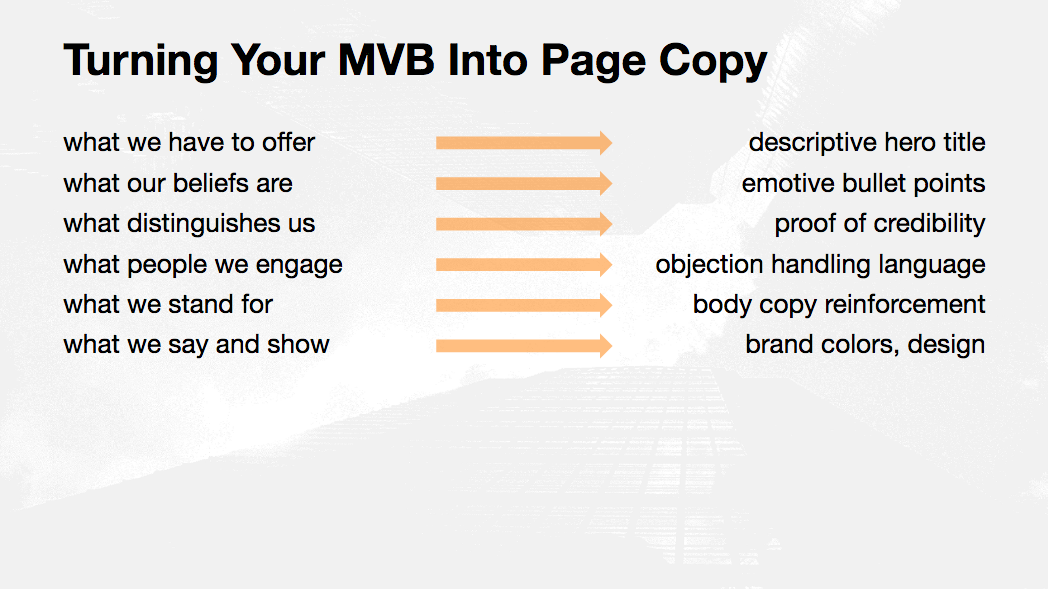 Turning Your MVB Into Page Copy
what we have to offer descriptive hero title
what our beliefs are emotive bullet points
what distinguishes us proof of credibility
what people we engage objection handling language
what we stand for body copy reinforcement
what we say and show brand colors, design